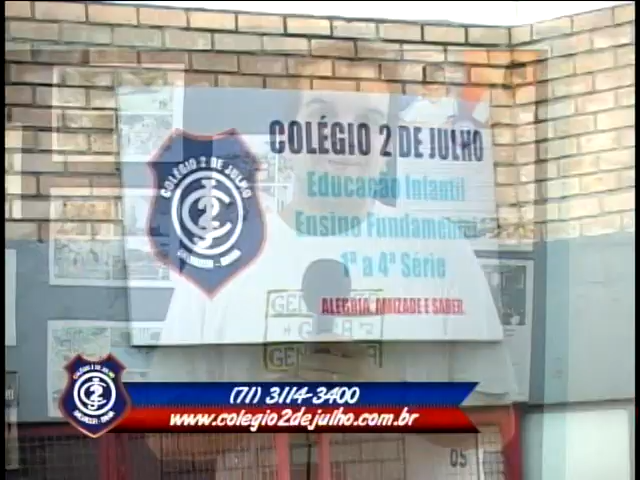 COLÉGIO 2 DE JULHO
COLÉGIO 2 DE JULHO
Educação Infantil
Ensino Fundamental
1ª a 4ª Série
ALEGRIA, AMIZADE E SABER.
(71) 3114-3400
www.colegio2dejulho.com.br
05